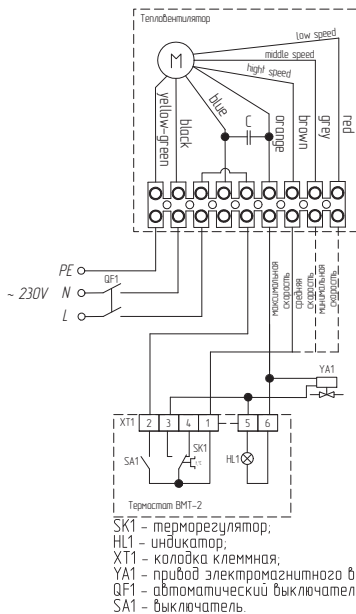 Тепловентилятор
low speed
middle speed
hight speed
M
yellow-green
black
blue
C
orange
brown
grey
red
PE
QF1
~ 230V
N
L
максимальная скорость
средняя скорость
минимальная скорость
YA1
XT1
2
3
4
1
5
6
SA1
SK1
t°C
HL1
Термостат ВМТ-2
SK1 - терморегулятор;
HL1 - индикатор;
XT1 - колодка клеммная;
YA1 - привод электромагнитного в
QF1 - автоматический выключател
SA1 - выключатель.